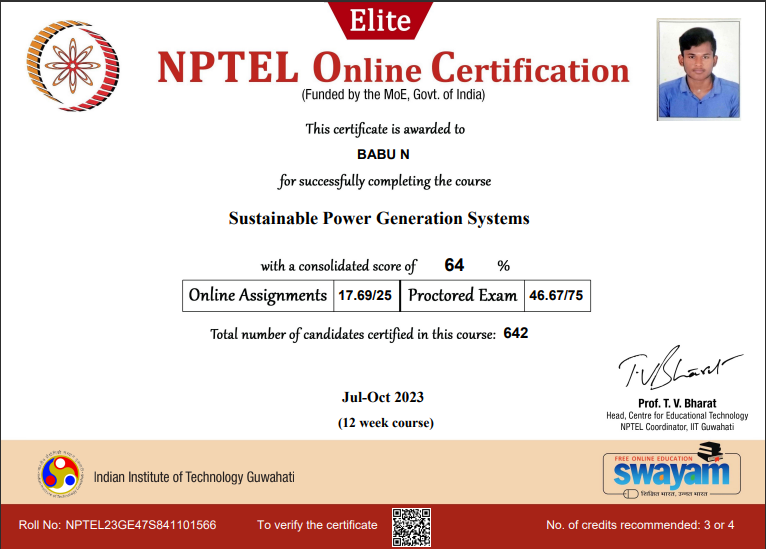 Elite
NPTEL Online Certification
(Funded by the MoE, Govt. of India)
This certificate is awarded to
BABU N
for successfully completing the course
Sustainable Power Generation Systems
with a consolidated score of 64 %
Online Assignments 17.69/25 Proctored Exam 46.67/75
Total number of candidates certified in this course: 642
Jul-Oct 2023
(12 week course)
T.V Bharat
Prof. T. V. Bharat
Head, Centre for Educational Technology
NPTEL Coordinator, IIT Guwahati
Indian Institute of Technology Guwahati
FREE ONLINE EDUCATION
swayam
शिक्षित भारत, उन्नत भारत
Roll No: NPTEL23GE47S841101566 To verify the certificate No. of credits recommended: 3 or 4